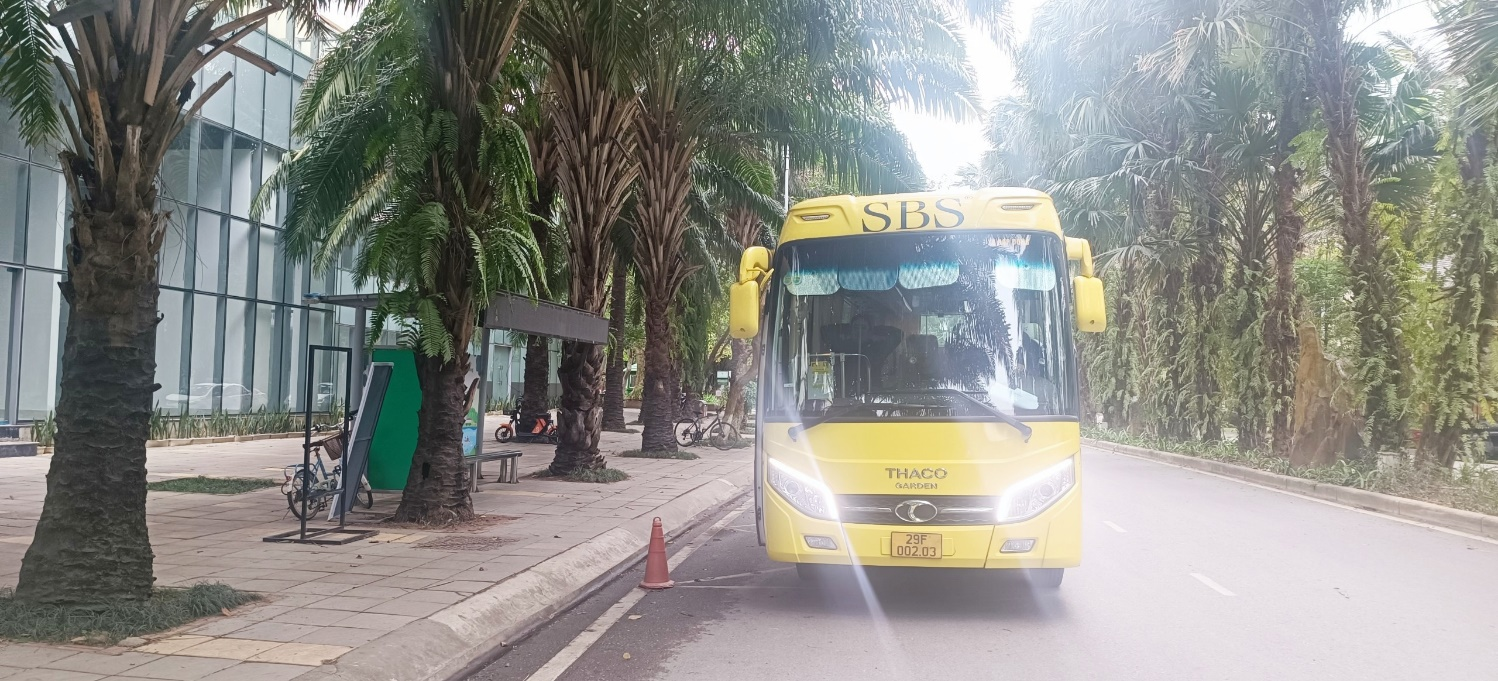 SBS
THACO
GARDEN
29F
002.03